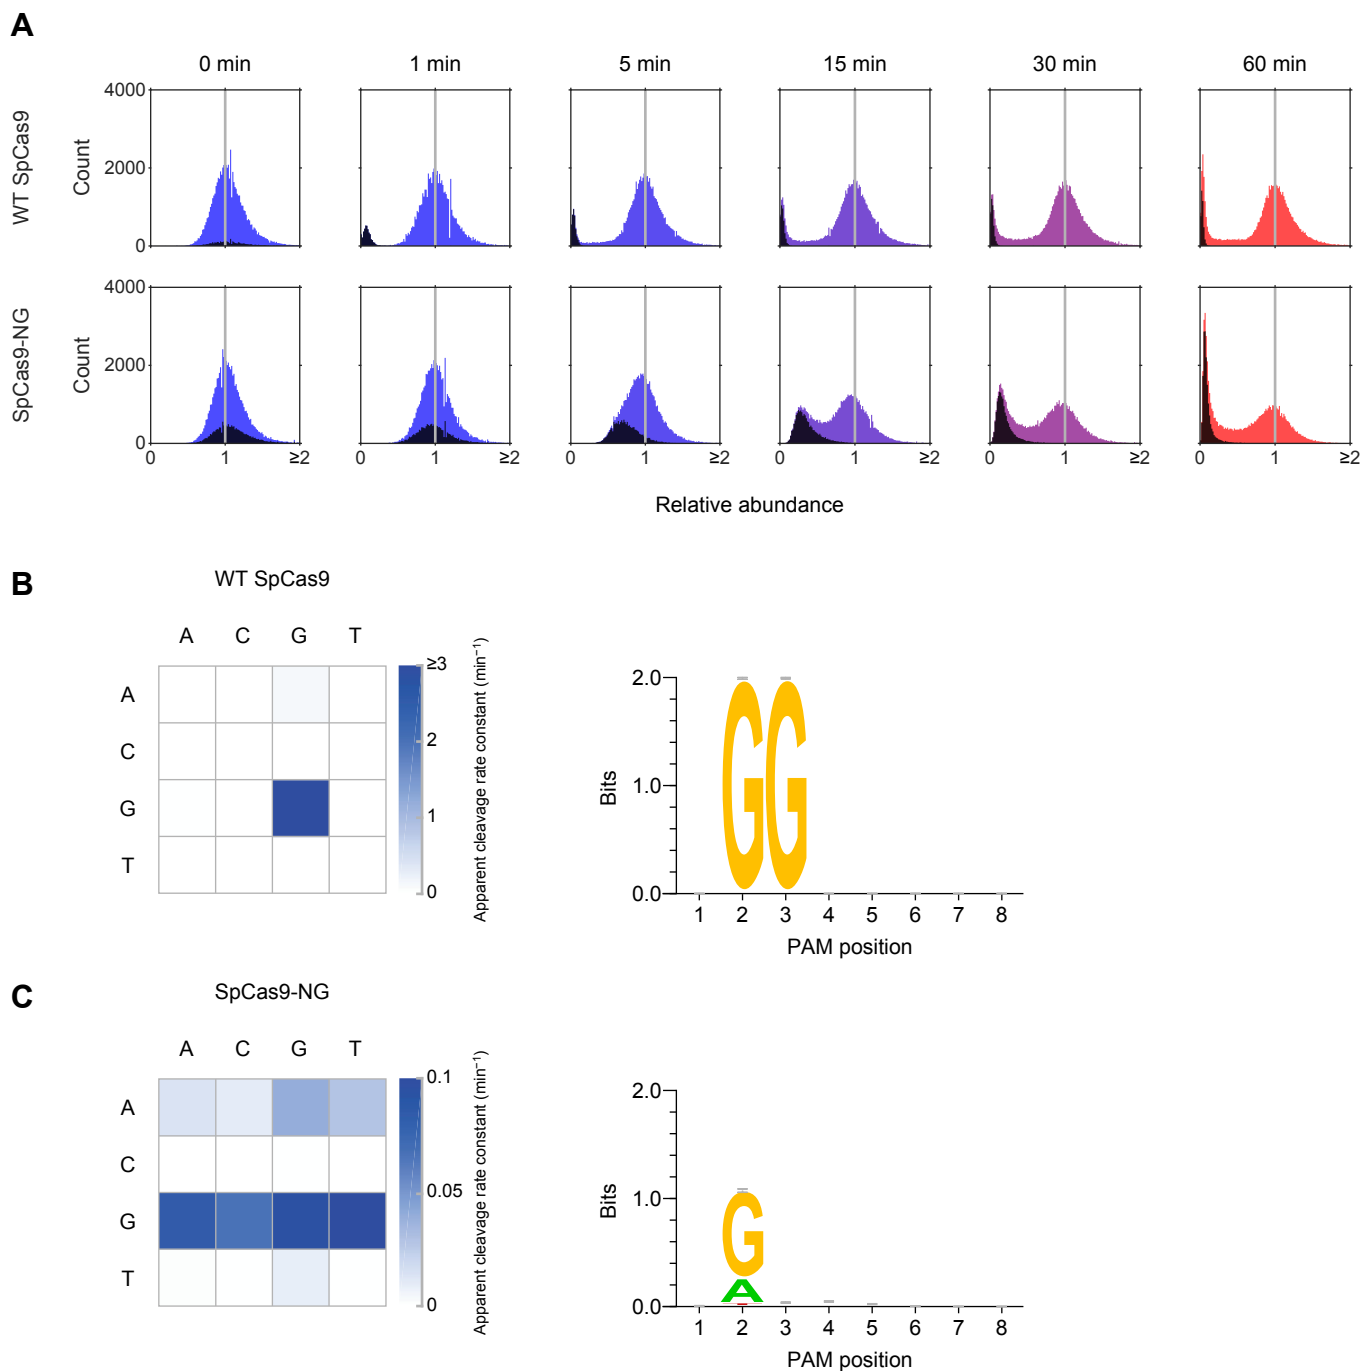 A
0 min 1 min 5 min 15 min 30 min 60 min
WT SpCas9
Count
4000
2000
0
SpCas9-NG
Count
4000
2000
0
0 1 ≥2 0 1 ≥2 0 1 ≥2 0 1 ≥2 0 1 ≥2 0 1 ≥2
Relative abundance
B
WT SpCas9
A C G T
A
C
G
T
≥3
2
1
0
Apparent cleavage rate constant (min⁻¹)
2.0
1.0
0.0
Bits
GG
1 2 3 4 5 6 7 8
PAM position
C
SpCas9-NG
A C G T
A
C
G
T
0.1
0.05
0
Apparent cleavage rate constant (min⁻¹)
2.0
1.0
0.0
Bits
G
A
1 2 3 4 5 6 7 8
PAM position